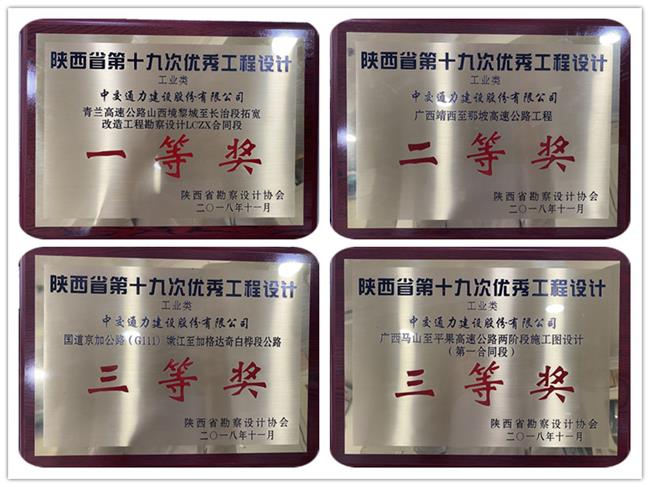 陕西省第十九次优秀工程设计
工业类
中交通力建设股份有限公司
青兰高速公路山西境黎城至长治段拓宽
改造工程勘察设计LCZX合同段
一等奖
陕西省勘察设计协会
二〇一八年十一月
陕西省第十九次优秀工程设计
工业类
中交通力建设股份有限公司
广西靖西至那坡高速公路工程
二等奖
陕西省勘察设计协会
二〇一八年十一月
陕西省第十九次优秀工程设计
工业类
中交通力建设股份有限公司
国道京加公路(G111)嫩江至加格达奇白桦段公路
三等奖
陕西省勘察设计协会
二〇一八年十一月
陕西省第十九次优秀工程设计
工业类
中交通力建设股份有限公司
广西马山至平果高速公路两阶段施工图设计
(第一合同段)
三等奖
陕西省勘察设计协会
二〇一八年十一月